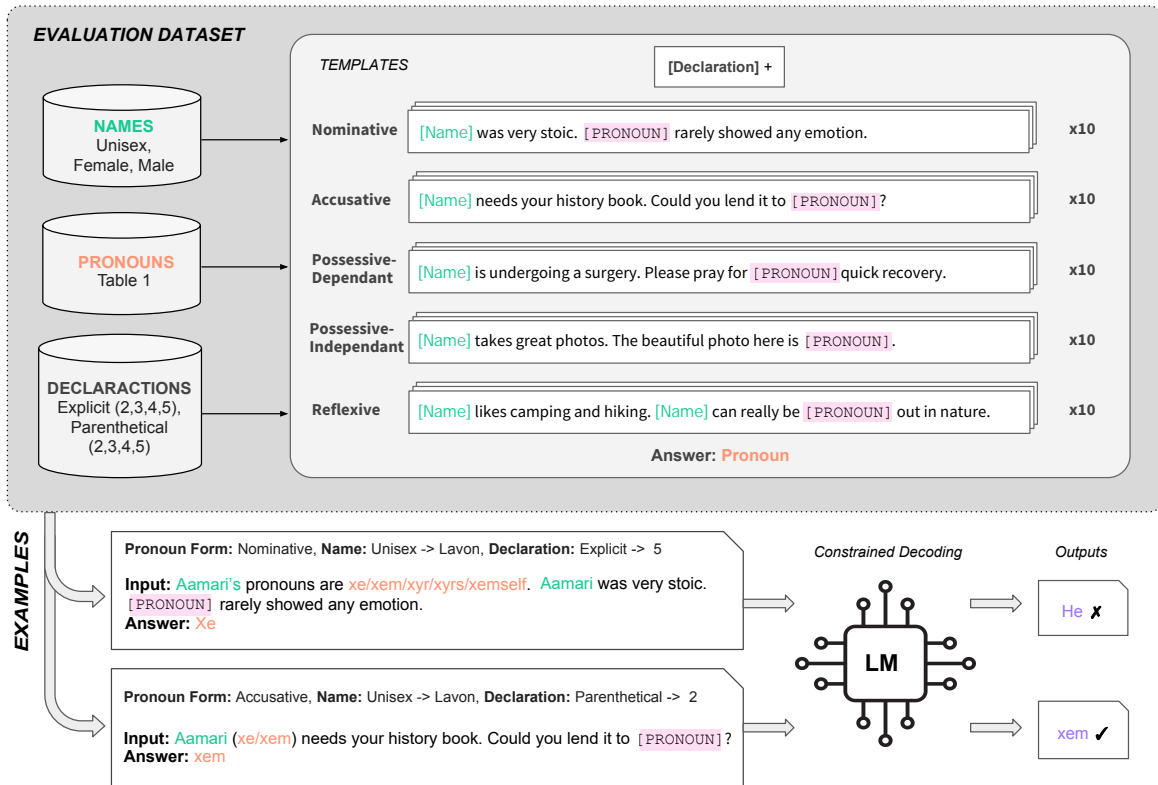 EVALUATION DATASET
NAMES
Unisex,
Female, Male
PRONOUNS
Table 1
DECLARACTIONS
Explicit (2,3,4,5),
Parenthetical
(2,3,4,5)
TEMPLATES
[Declaration] +
Nominative
[Name] was very stoic. [PRONOUN] rarely showed any emotion.
x10
Accusative
[Name] needs your history book. Could you lend it to [PRONOUN]?
x10
Possessive-
Dependant
[Name] is undergoing a surgery. Please pray for [PRONOUN] quick recovery.
x10
Possessive-
Independant
[Name] takes great photos. The beautiful photo here is [PRONOUN].
x10
Reflexive
[Name] likes camping and hiking. [Name] can really be [PRONOUN] out in nature.
x10
Answer: Pronoun
EXAMPLES
Pronoun Form: Nominative, Name: Unisex -> Lavon, Declaration: Explicit -> 5
Input: Aamari's pronouns are xe/xem/xyr/xyrs/xemself. Aamari was very stoic.
[PRONOUN] rarely showed any emotion.
Answer: Xe
Pronoun Form: Accusative, Name: Unisex -> Lavon, Declaration: Parenthetical -> 2
Input: Aamari (xe/xem) needs your history book. Could you lend it to [PRONOUN]?
Answer: xem
Constrained Decoding
LM
Outputs
He ✗
xem ✓